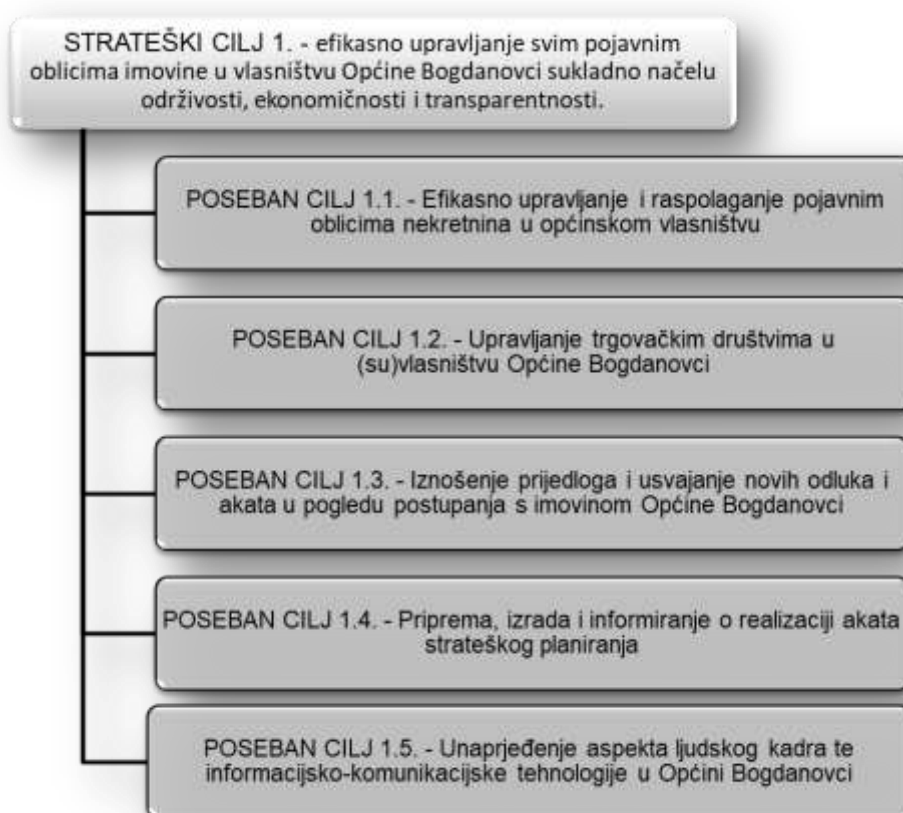 STRATEŠKI CILJ 1. - efikasno upravljanje svim pojavnim
oblicima imovine u vlasništvu Općine Bogdanovci sukladno načelu
održivosti, ekonomičnosti i transparentnosti.
POSEBAN CILJ 1.1. - Efikasno upravljanje i raspolaganje pojavnim
oblicima nekretnina u općinskom vlasništvu
POSEBAN CILJ 1.2. - Upravljanje trgovačkim društvima u
(su)vlasništvu Općine Bogdanovci
POSEBAN CILJ 1.3. - Iznošenje prijedloga i usvajanje novih odluka i
akata u pogledu postupanja s imovinom Općine Bogdanovci
POSEBAN CILJ 1.4. - Priprema, izrada i informiranje o realizaciji akata
strateškog planiranja
POSEBAN CILJ 1.5. - Unaprjeđenje aspekta ljudskog kadra te
informacijsko-komunikacijske tehnologije u Općini Bogdanovci